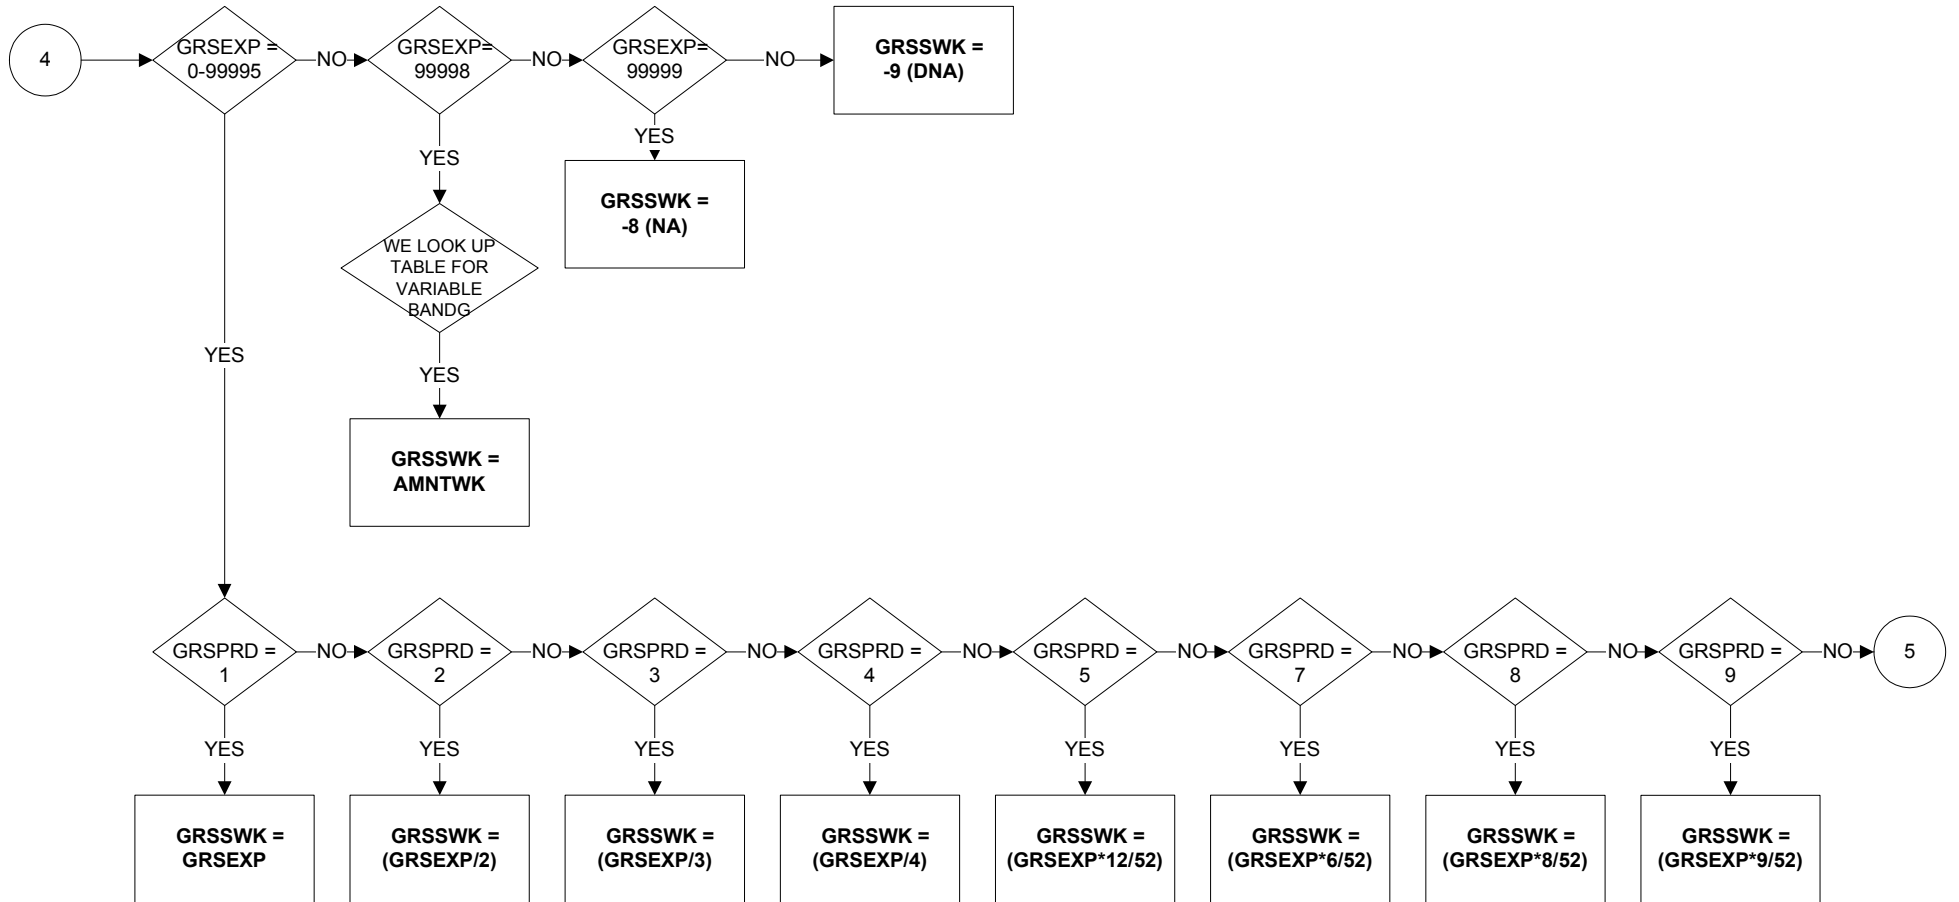 4
GRSEXP =
0-99995
NO
GRSEXP=
99998
NO
GRSEXP=
99999
NO
GRSSWK =
-9 (DNA)
YES
YES
GRSSWK =
-8 (NA)
WE LOOK UP
TABLE FOR
VARIABLE
BANDG
YES
YES
GRSSWK =
AMNTWK
GRSPRD =
1
NO
GRSPRD =
2
NO
GRSPRD =
3
NO
GRSPRD =
4
NO
GRSPRD =
5
NO
GRSPRD =
7
NO
GRSPRD =
8
NO
GRSPRD =
9
NO
5
YES
YES
YES
YES
YES
YES
YES
YES
GRSSWK =
GRSEXP
GRSSWK =
(GRSEXP/2)
GRSSWK =
(GRSEXP/3)
GRSSWK =
(GRSEXP/4)
GRSSWK =
(GRSEXP*12/52)
GRSSWK =
(GRSEXP*6/52)
GRSSWK =
(GRSEXP*8/52)
GRSSWK =
(GRSEXP*9/52)